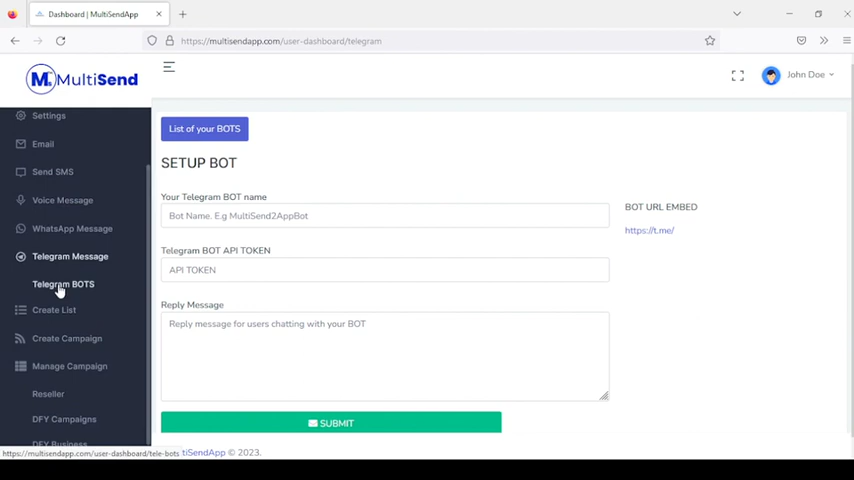 Dashboard | MultiSendApp
https://multisendapp.com/user-dashboard/telegram
MultiSend
John Doe
Settings
Email
Send SMS
Voice Message
WhatsApp Message
Telegram Message
Telegram BOTS
Create List
Create Campaign
Manage Campaign
Reseller
DFY Campaigns
DFY Business
List of your BOTS
SETUP BOT
Your Telegram BOT name
Bot Name. E.g MultiSend2AppBot
Telegram BOT API TOKEN
API TOKEN
Reply Message
Reply message for users chatting with your BOT
SUBMIT
BOT URL EMBED
https://t.me/
https://multisendapp.com/user-dashboard/tele-bots
tiSendApp © 2023.